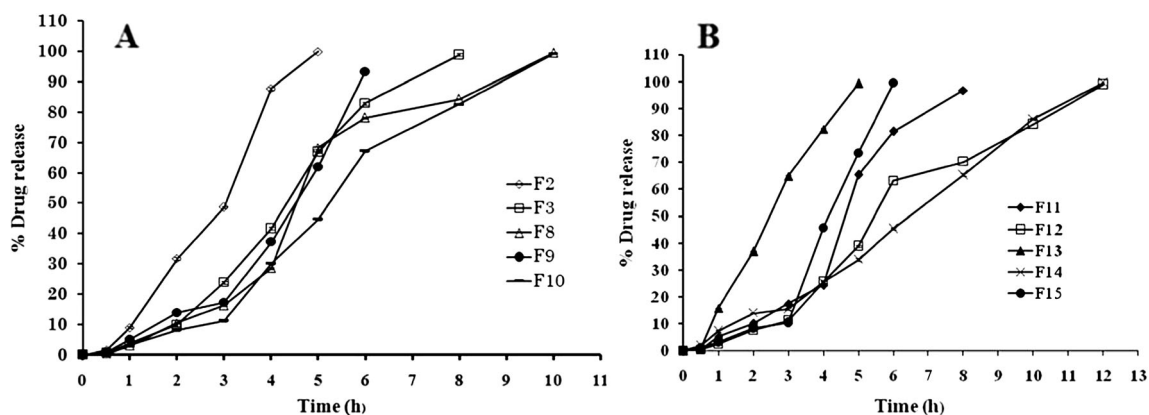 A
% Drug release
110
100
90
80
70
60
50
40
30
20
10
0
0 1 2 3 4 5 6 7 8 9 10 11
Time (h)
F2
F3
F8
F9
F10
B
% Drug release
110
100
90
80
70
60
50
40
30
20
10
0
0 1 2 3 4 5 6 7 8 9 10 11 12 13
Time (h)
F11
F12
F13
F14
F15